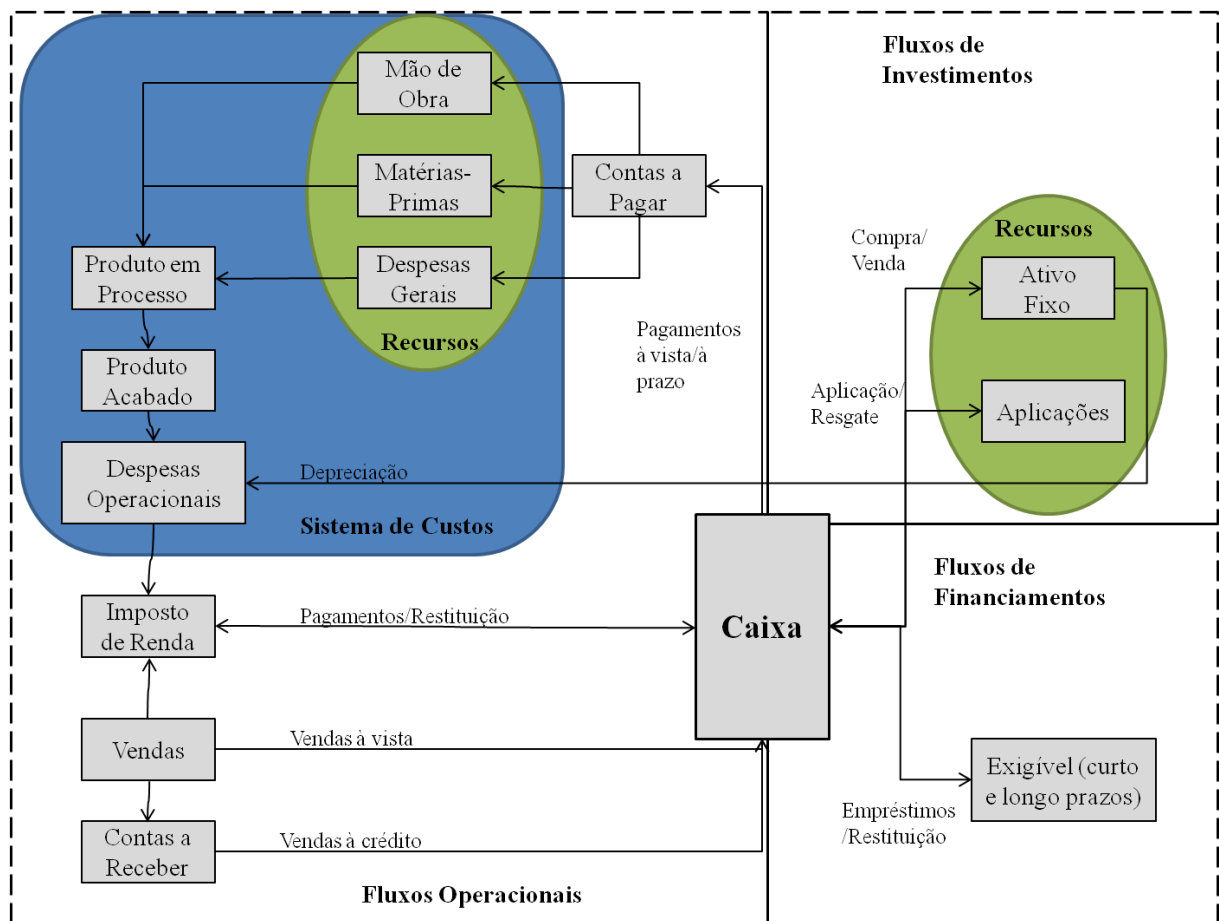 Mão de
Obra
Matérias-
Primas
Despesas
Gerais
Recursos
Contas a
Pagar
Produto em
Processo
Produto
Acabado
Despesas
Operacionais
Depreciação
Sistema de Custos
Pagamentos
à vista/à
prazo
Fluxos de
Investimentos
Recursos
Compra/
Venda
Ativo
Fixo
Aplicação/
Resgate
Aplicações
Imposto
de Renda
Pagamentos/Restituição
Caixa
Vendas
Vendas à vista
Contas a
Receber
Vendas à crédito
Fluxos Operacionais
Fluxos de
Financiamentos
Exigível (curto
e longo prazos)
Empréstimos
/Restituição